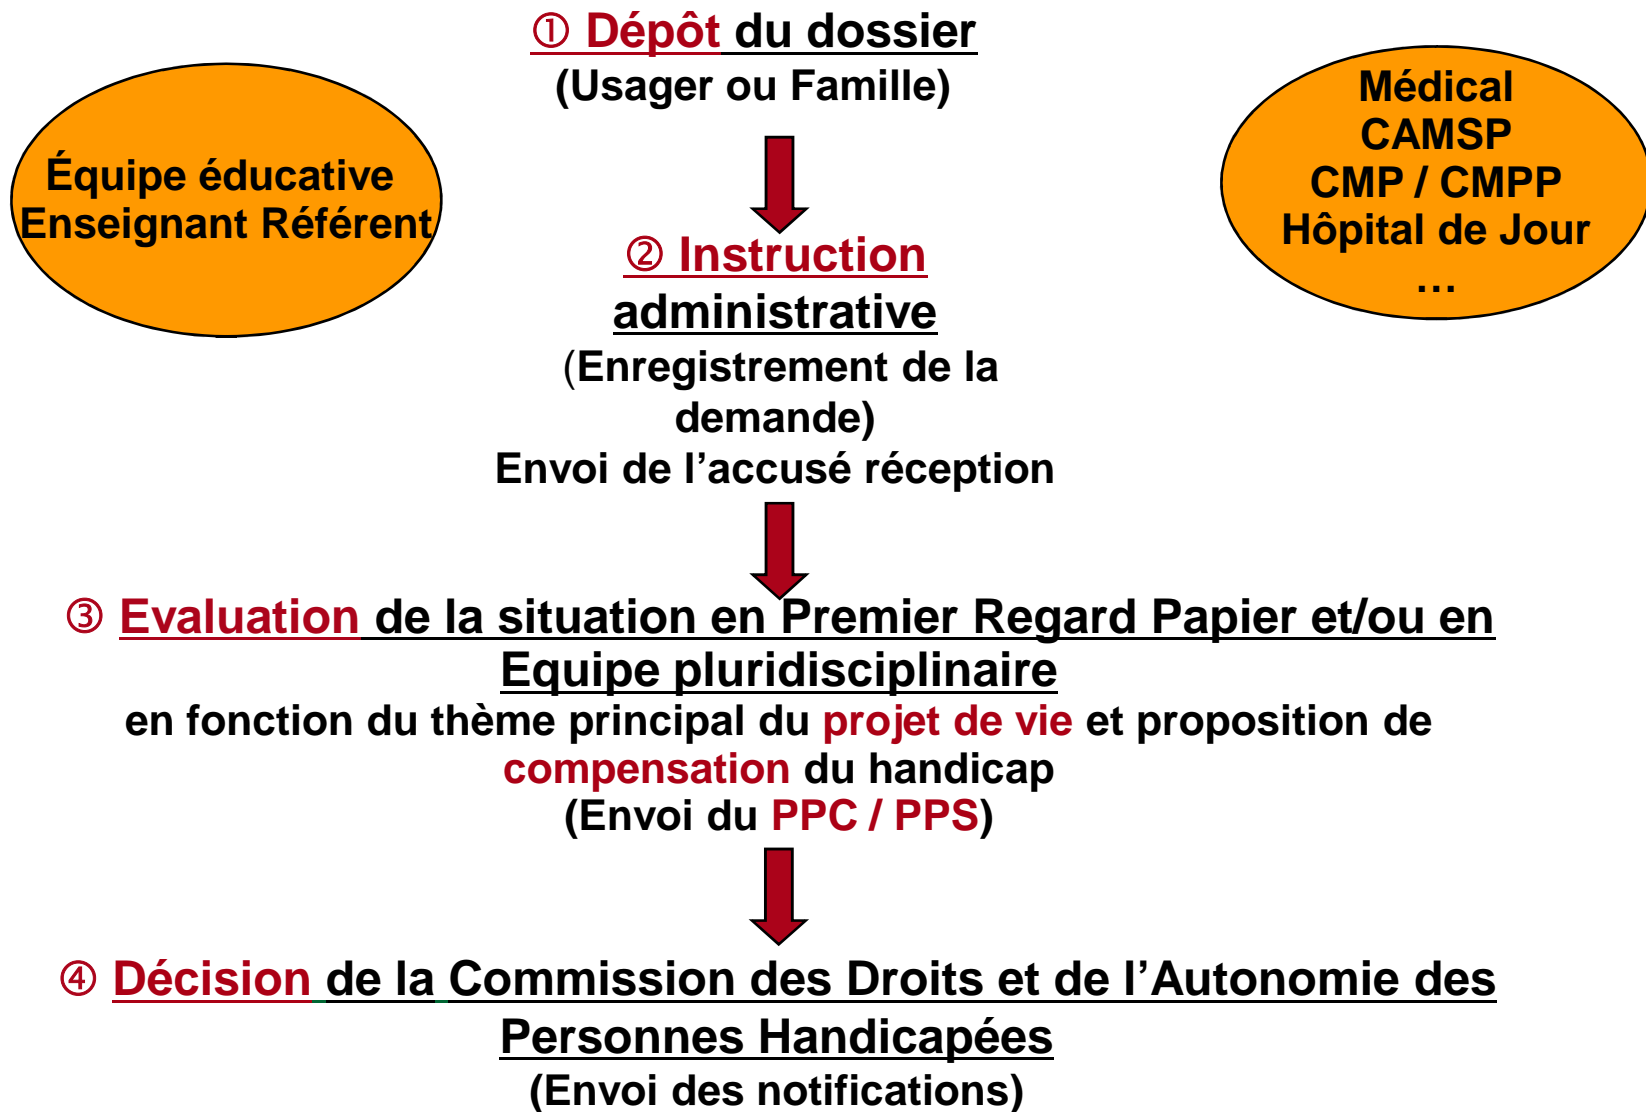 ① Dépôt du dossier
(Usager ou Famille)
Équipe éducative
Enseignant Référent
Médical
CAMSP
CMP / CMPP
Hôpital de Jour
…
② Instruction
administrative
(Enregistrement de la
demande)
Envoi de l’accusé réception
③ Evaluation de la situation en Premier Regard Papier et/ou en
Equipe pluridisciplinaire
en fonction du thème principal du projet de vie et proposition de
compensation du handicap
(Envoi du PPC / PPS)
④ Décision de la Commission des Droits et de l’Autonomie des
Personnes Handicapées
(Envoi des notifications)